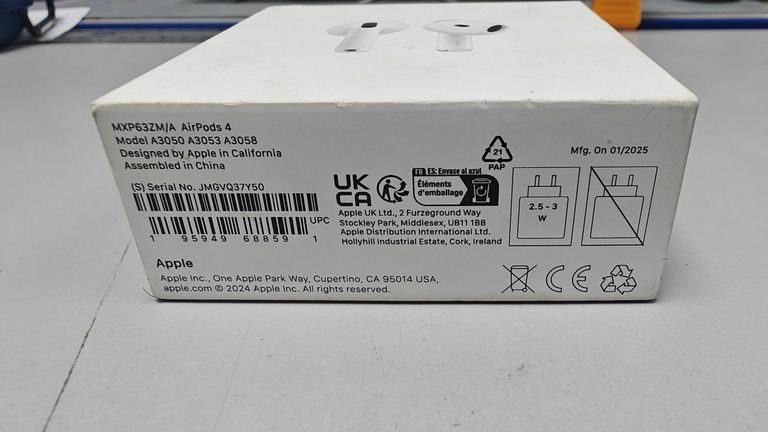 MXP63ZM/A AirPods 4
Model A3050 A3053 A3058
Designed by Apple in California
Assembled in China
(S) Serial No. JMGVQ37Y50
UPC
1 95949 68859 1
Apple
Apple Inc., One Apple Park Way, Cupertino, CA 95014 USA,
apple.com © 2024 Apple Inc. All rights reserved.
UK
CA
FR ES: Envase al azul
Éléments
d'emballage
Apple UK Ltd., 2 Furzeground Way
Stockley Park, Middlesex, UB11 1BB
Apple Distribution International Ltd.
Hollyhill Industrial Estate, Cork, Ireland
21
PAP
Mfg. On 01/2025
2.5 - 3
W
CE